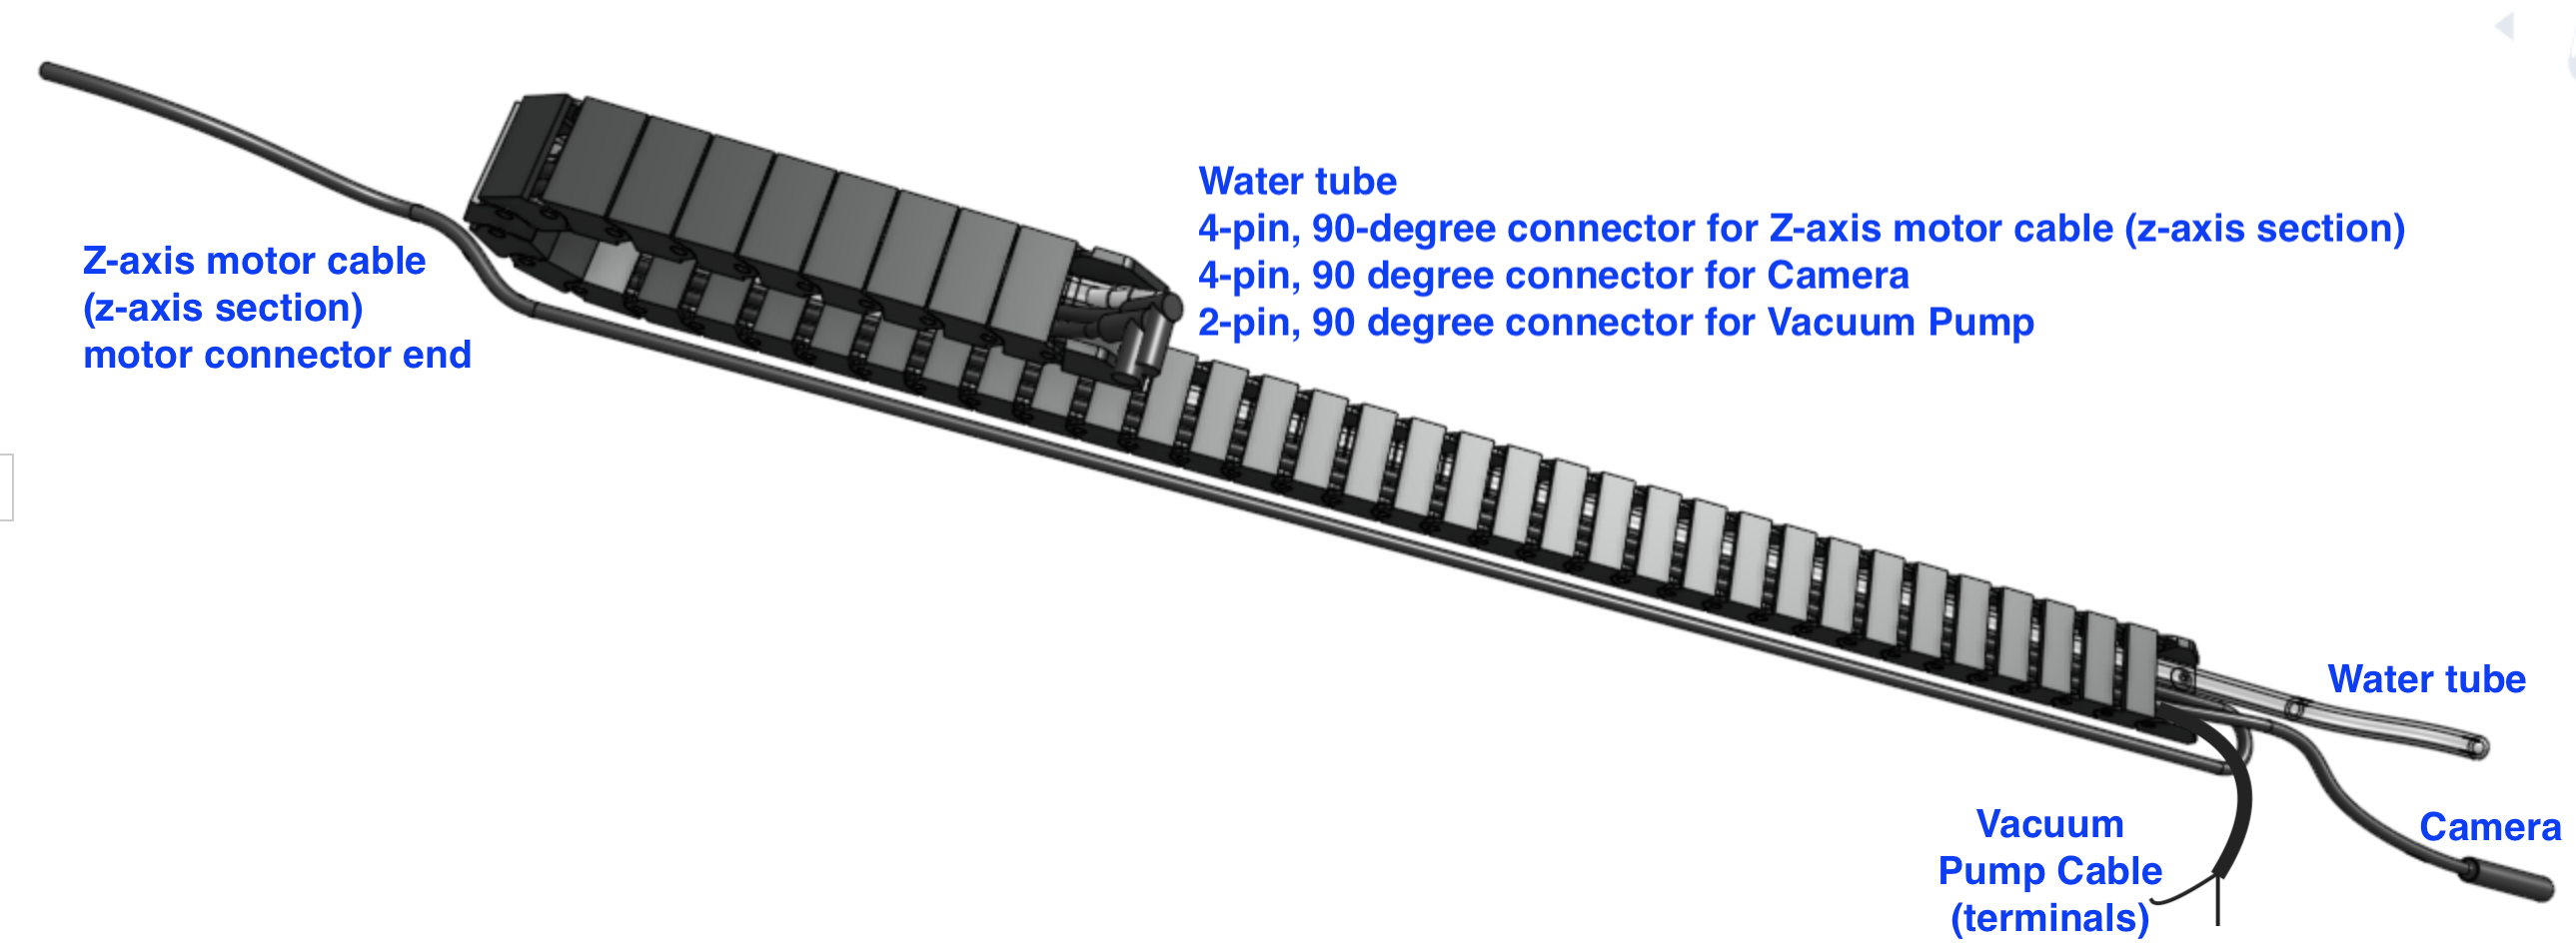 Water tube
4-pin, 90-degree connector for Z-axis motor cable (z-axis section)
4-pin, 90 degree connector for Camera
2-pin, 90 degree connector for Vacuum Pump
Z-axis motor cable
(z-axis section)
motor connector end
Water tube
Vacuum
Pump Cable
(terminals)
Camera